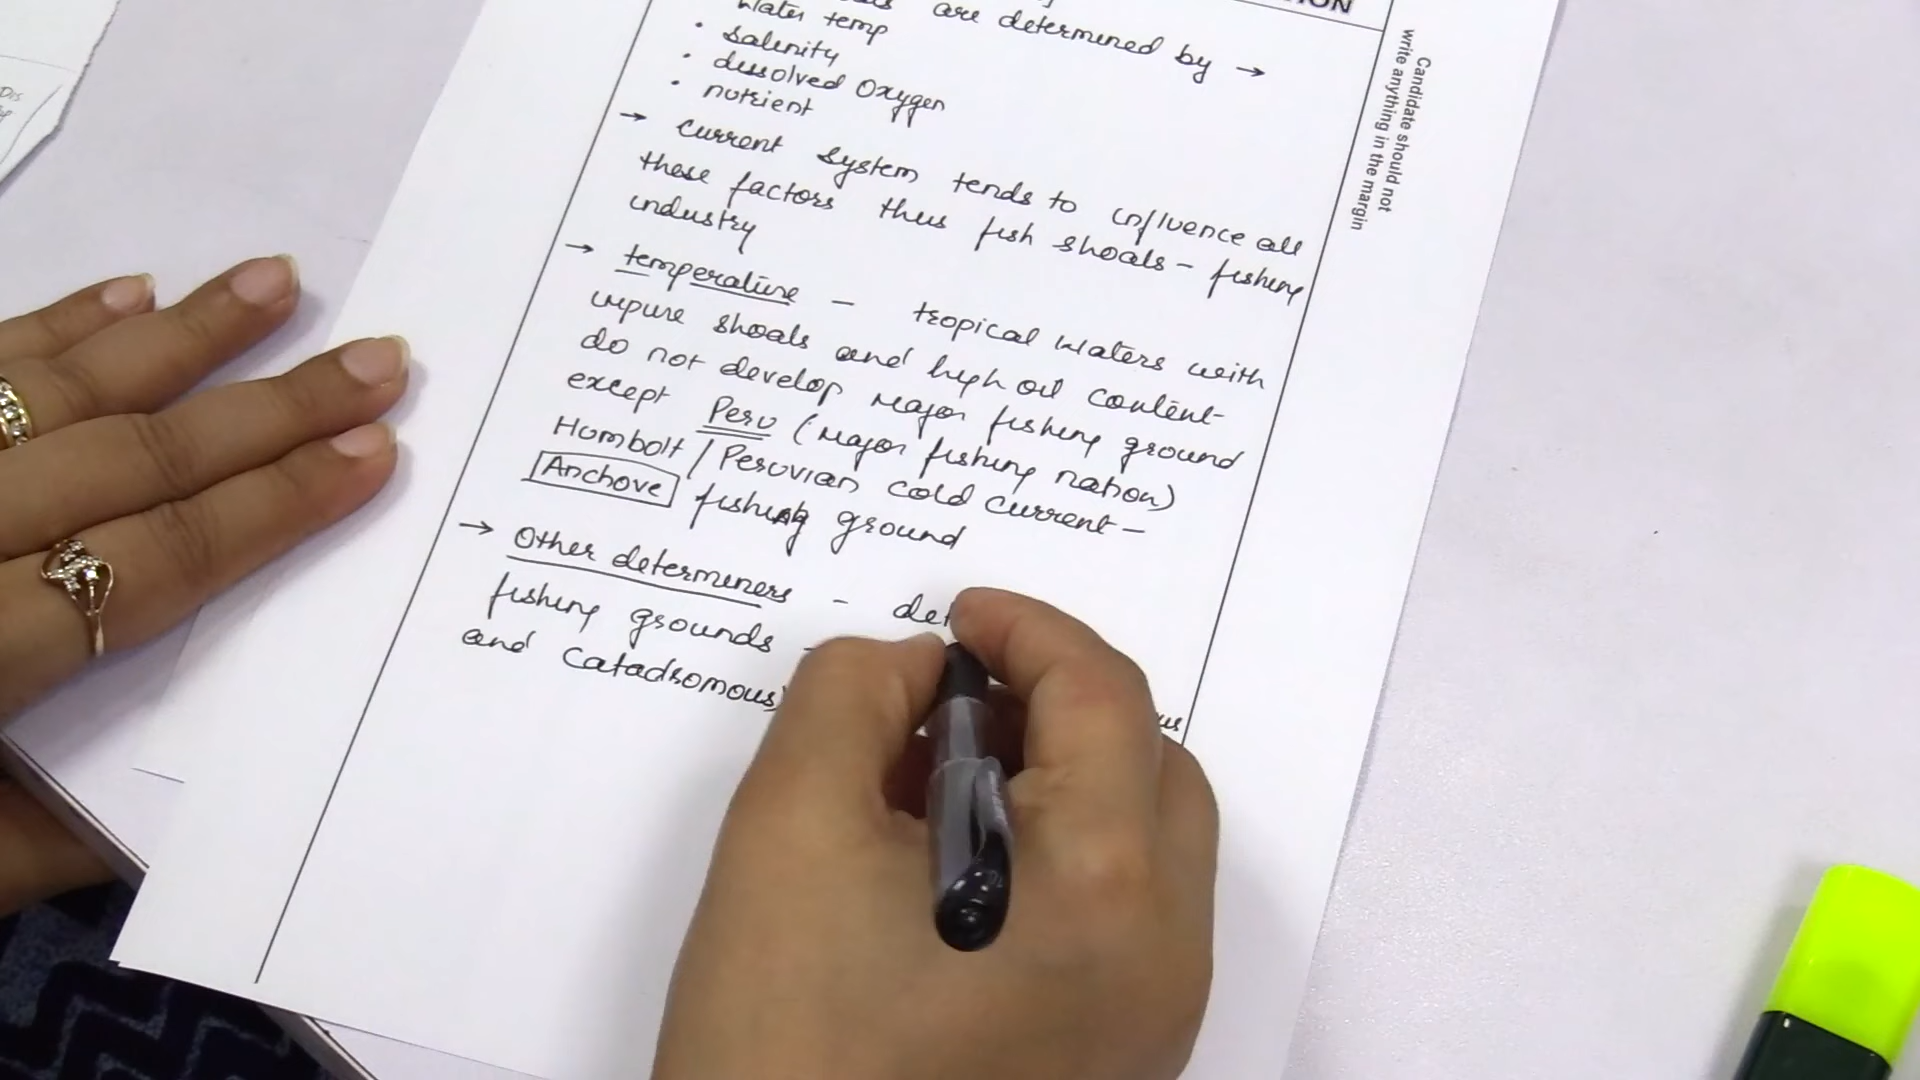 are determined by →
water temp
• salinity
• dissolved Oxygen
• nutrient
→ Current system tends to influence all
these factors thus fish shoals - fishing
industry
→ temperature - tropical waters with
impure shoals and high oil content-
do not develop major fishing ground
except Peru (major fishing nation)
Humbolt / Peruvian cold current -
Anchove fishing ground
→ Other determiners - det
fishing grounds -
and Catadromous)
us
Candidate should not
write anything in the margin